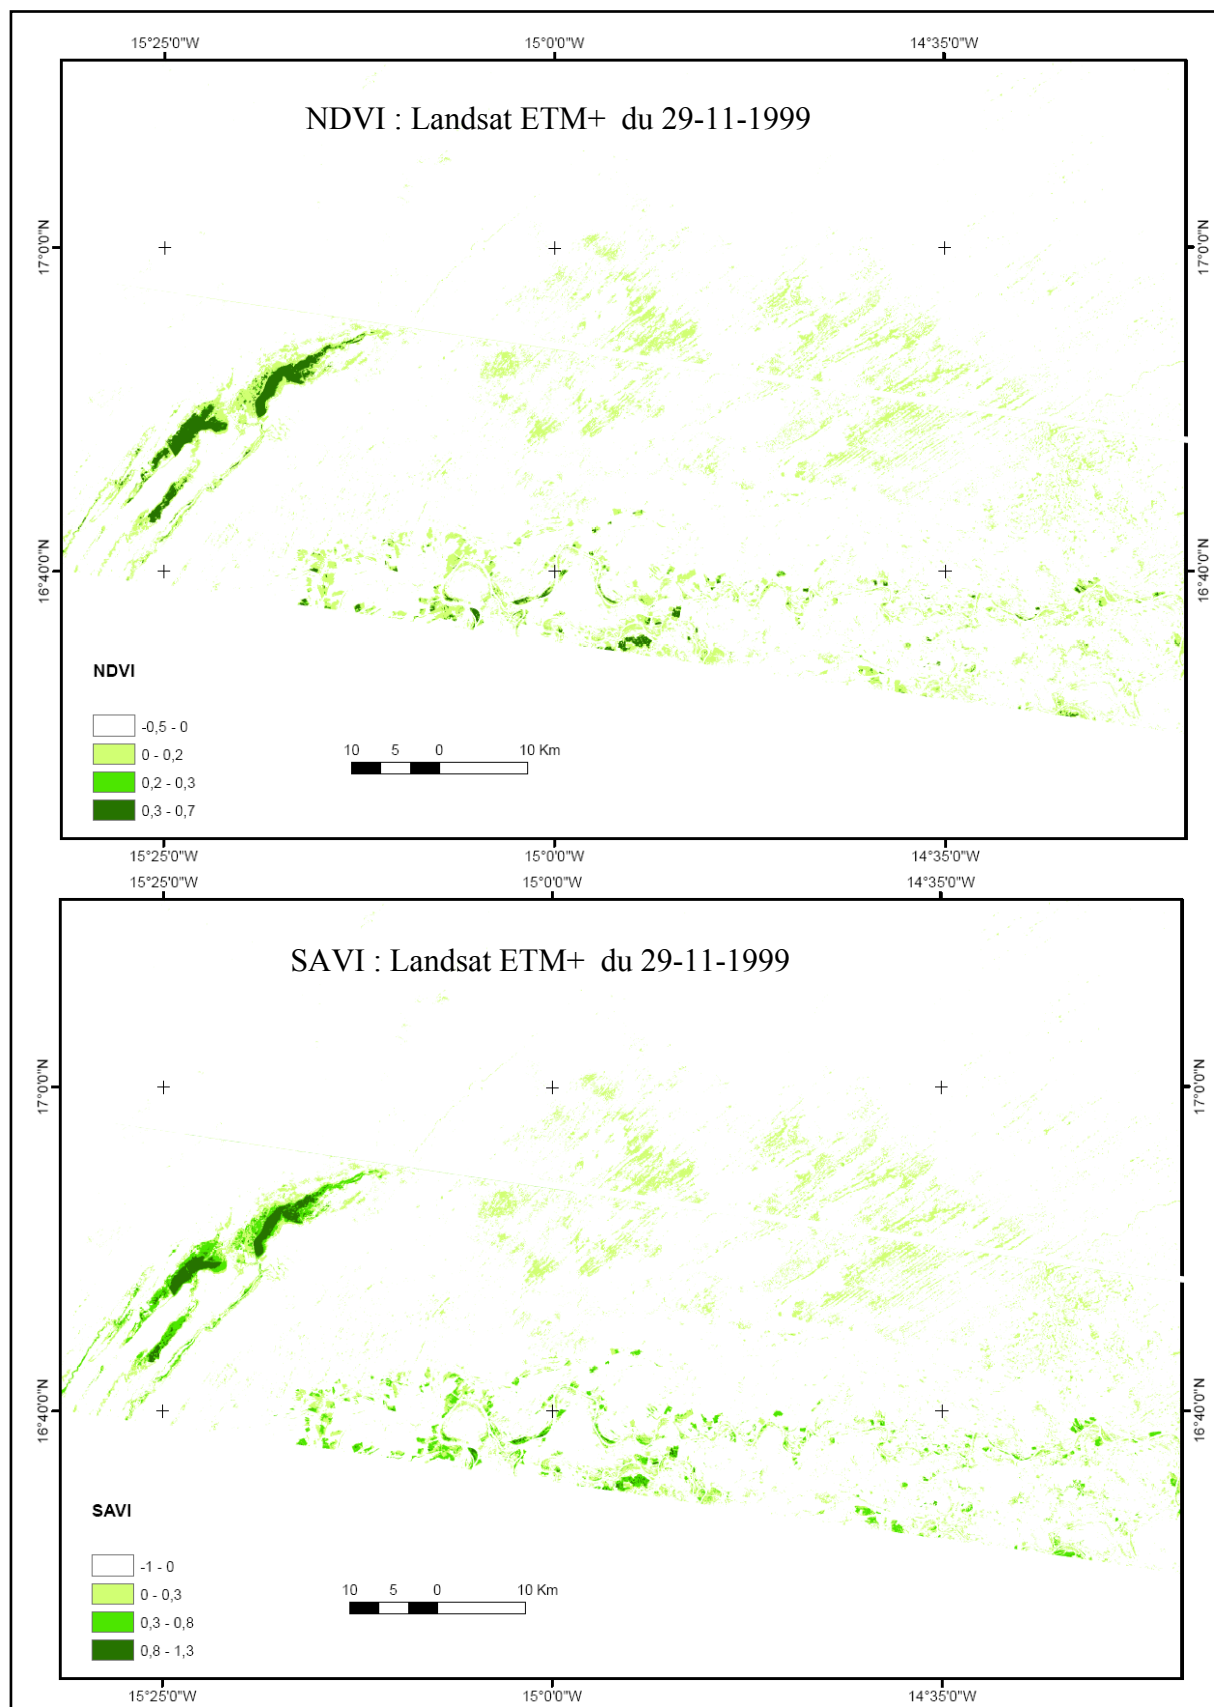 15°25'0"W 15°0'0"W 14°35'0"W
NDVI : Landsat ETM+ du 29-11-1999
17°0'0"N 17°0'0"N
16°40'0"N 16°40'0"N
NDVI
-0,5 - 0
0 - 0,2
0,2 - 0,3
0,3 - 0,7
10 5 0 10 Km
15°25'0"W 15°0'0"W 14°35'0"W
15°25'0"W 15°0'0"W 14°35'0"W
SAVI : Landsat ETM+ du 29-11-1999
17°0'0"N 17°0'0"N
16°40'0"N 16°40'0"N
SAVI
-1 - 0
0 - 0,3
0,3 - 0,8
0,8 - 1,3
10 5 0 10 Km
15°25'0"W 15°0'0"W 14°35'0"W